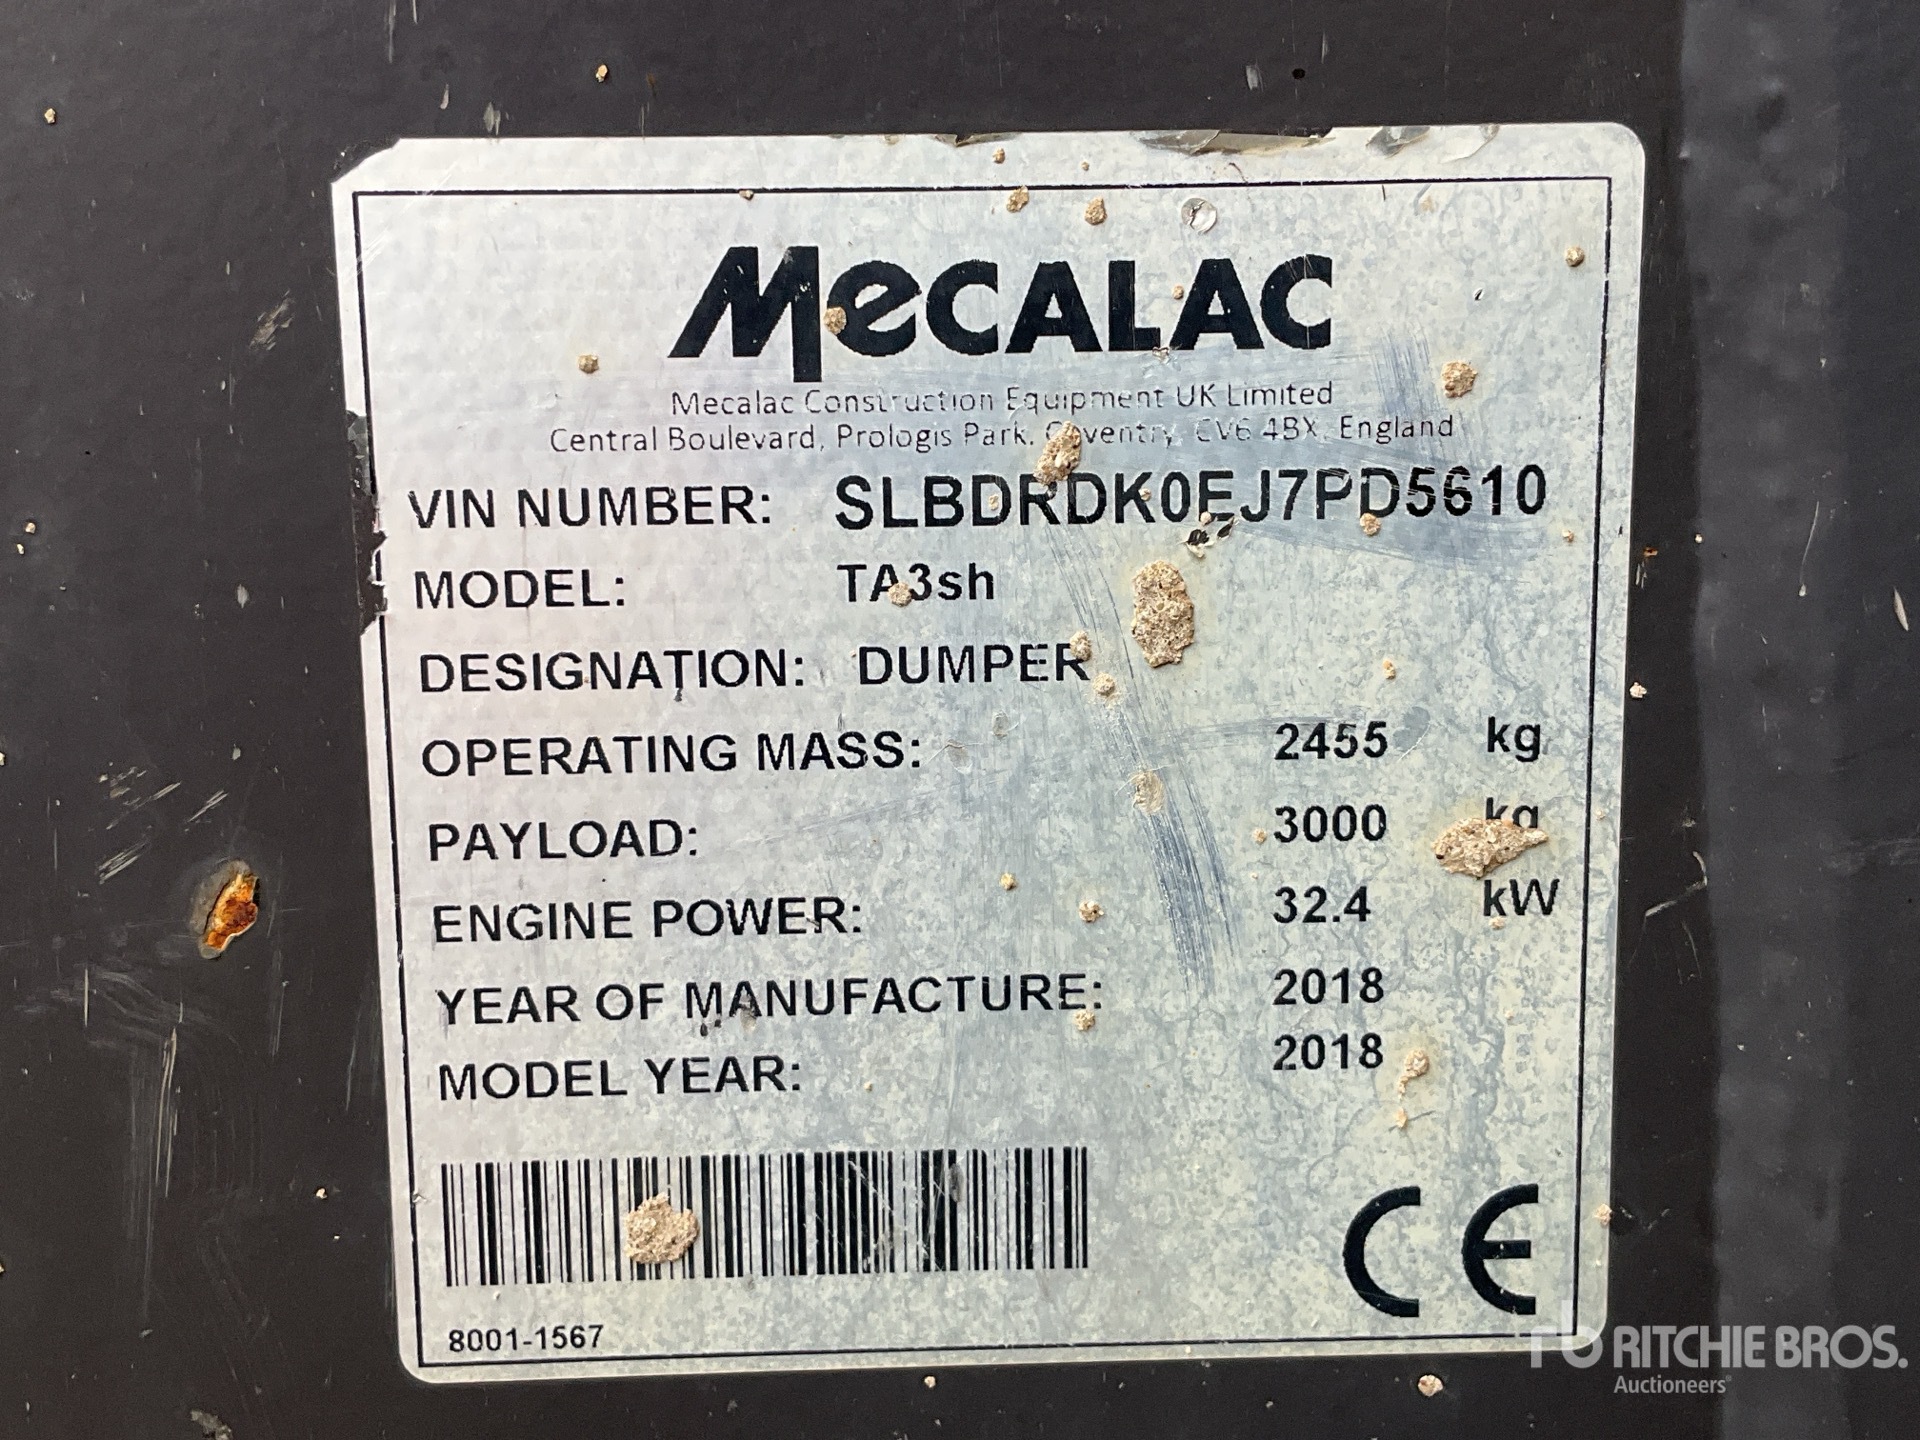 MeCALAC
Mecalac Construction Equipment UK Limited
Central Boulevard, Prologis Park, Coventry, CV6 4BX, England
VIN NUMBER: SLBDRDK0EJ7PD5610
MODEL: TA3sh
DESIGNATION: DUMPER
OPERATING MASS: 2455 kg
PAYLOAD: 3000 kg
ENGINE POWER: 32.4 kW
YEAR OF MANUFACTURE: 2018
MODEL YEAR: 2018
CE
8001-1567
rb RITCHIE BROS.
Auctioneers